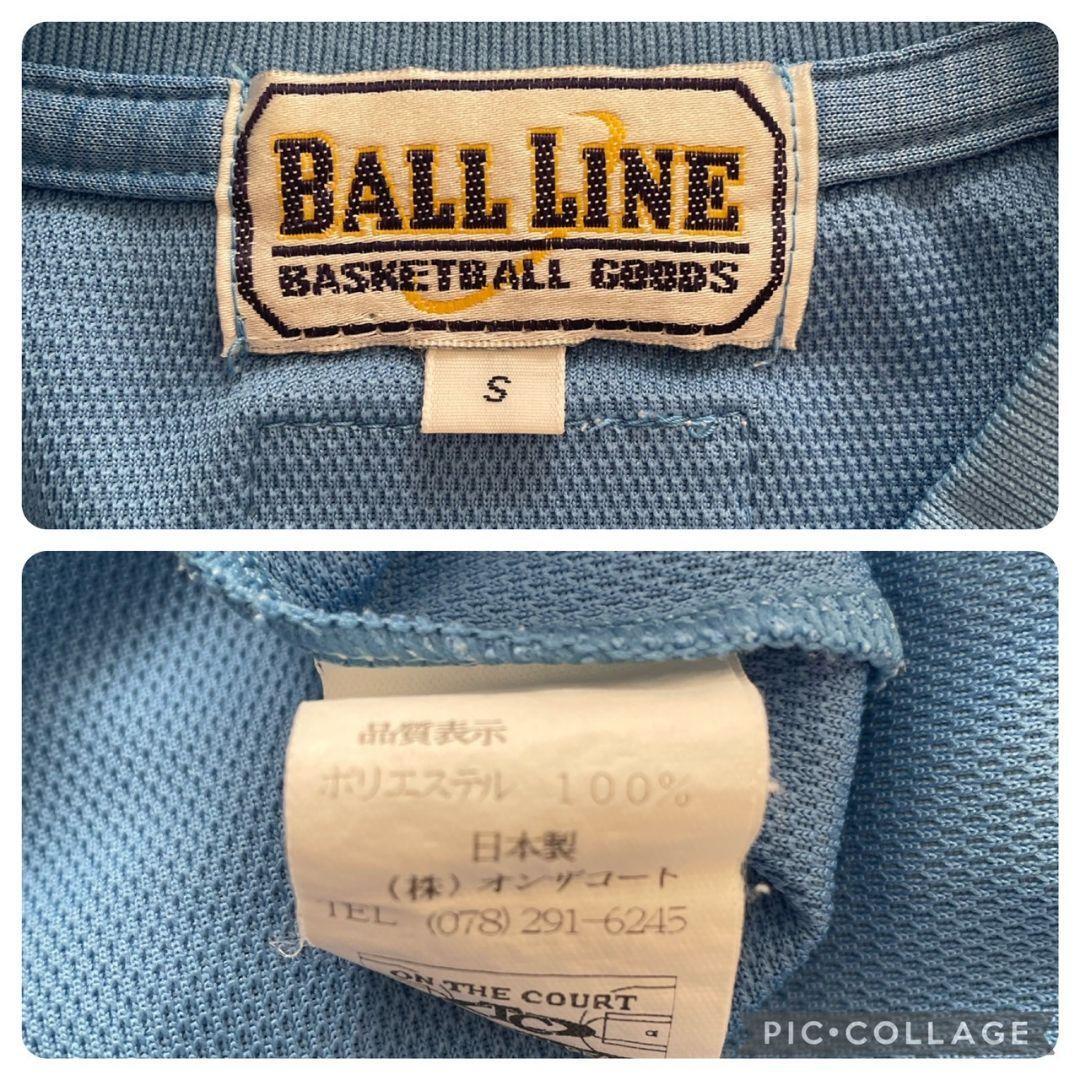 BALL LINE
BASKETBALL GOODS
S
品質表示
ポリエステル 100%
日本製
(株) オンザコート
TEL (078) 291-6245
ON THE COURT
PIC•COLLAGE